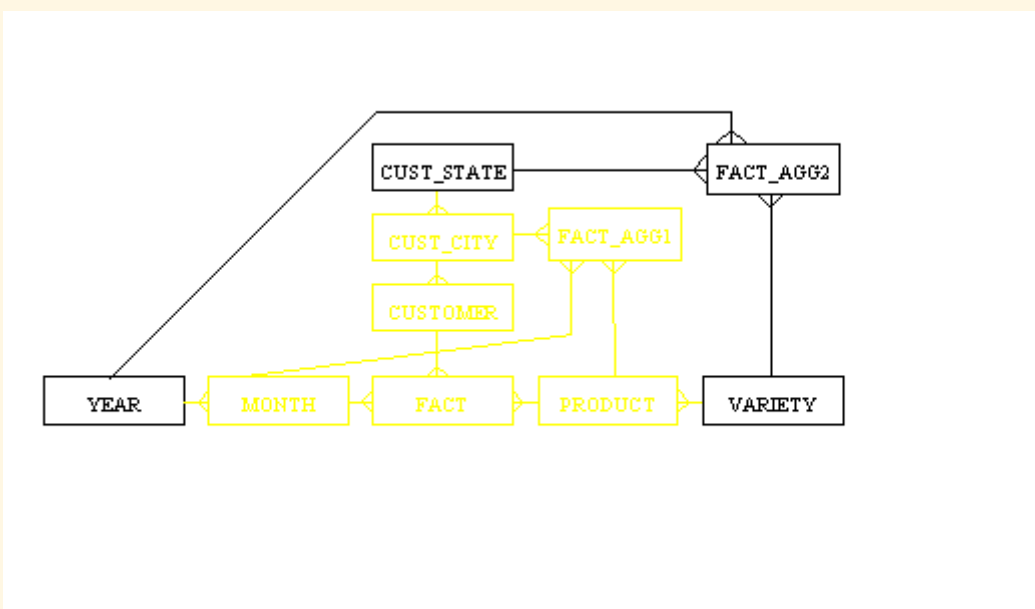 CUST_STATE
FACT_AGG2
CUST_CITY
FACT_AGG1
CUSTOMER
YEAR
MONTH
FACT
PRODUCT
VARIETY